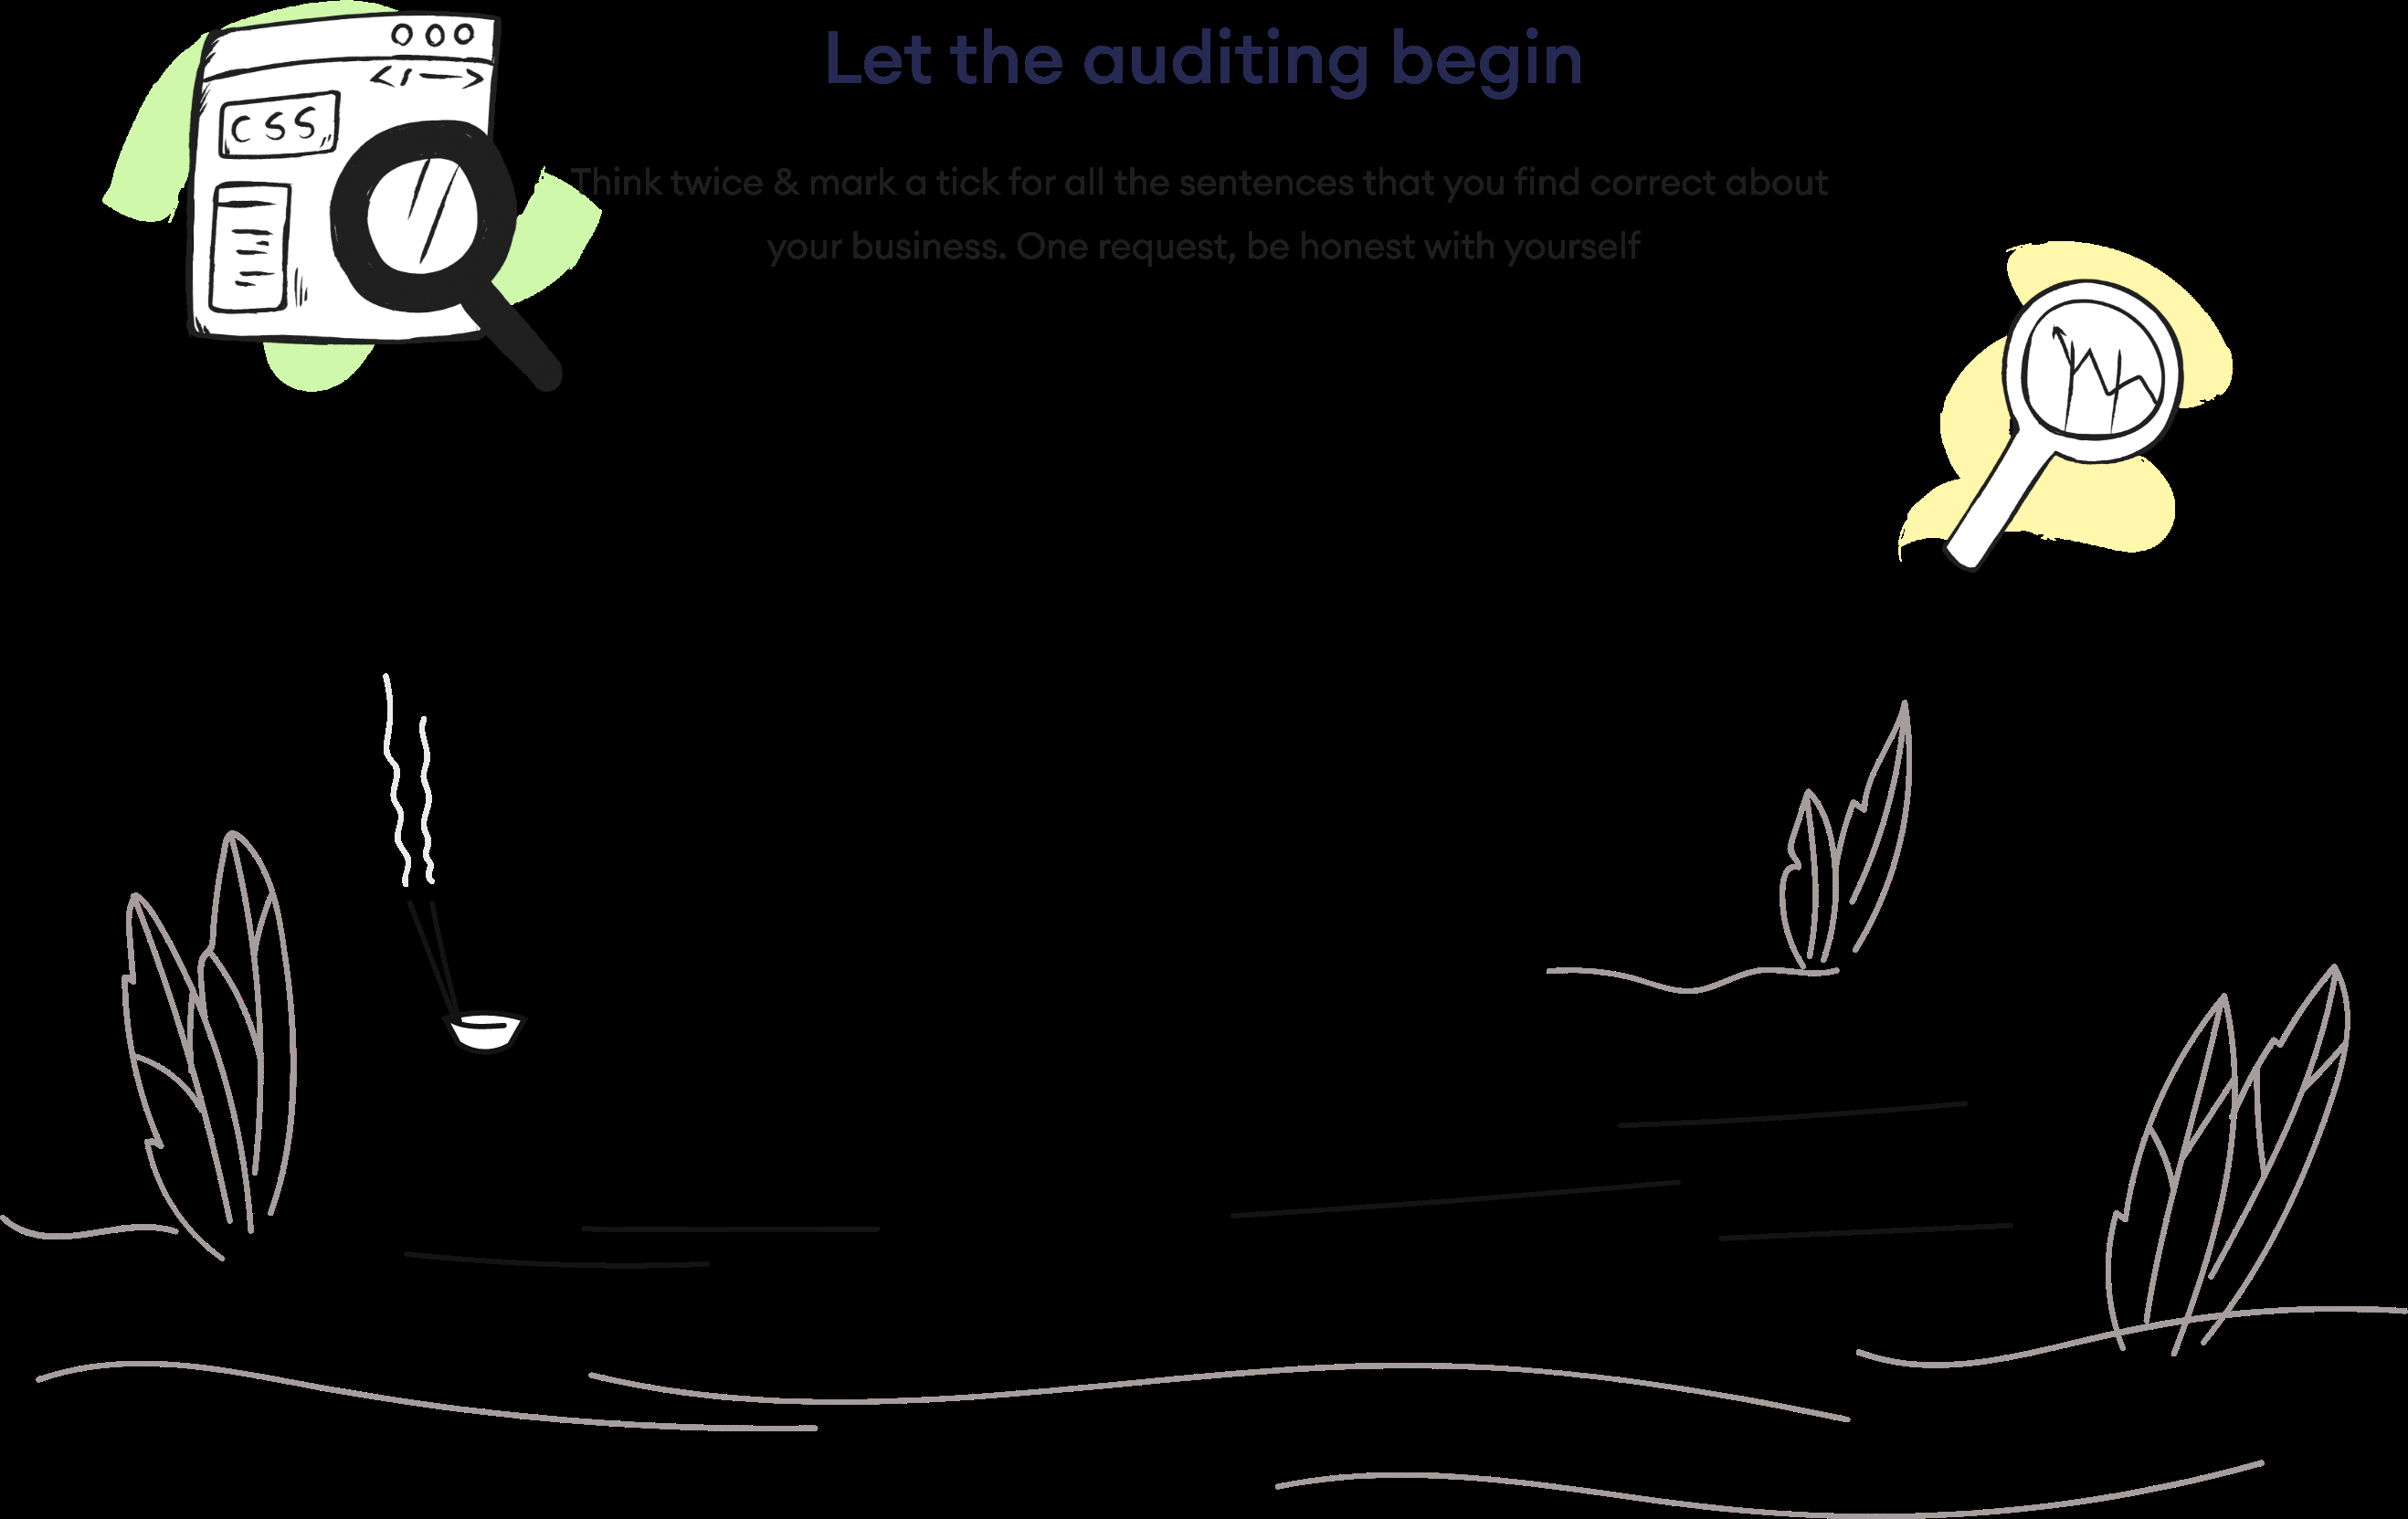 Let the auditing begin
</-->
CSS
Think twice & mark a tick for all the sentences that you find correct about
your business. One request, be honest with yourself